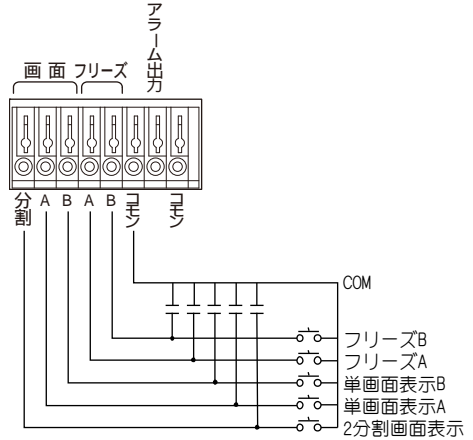 アラーム出力
画面 フリーズ
分割 A B A B コモン コモン
COM
フリーズB
フリーズA
単画面表示B
単画面表示A
2分割画面表示